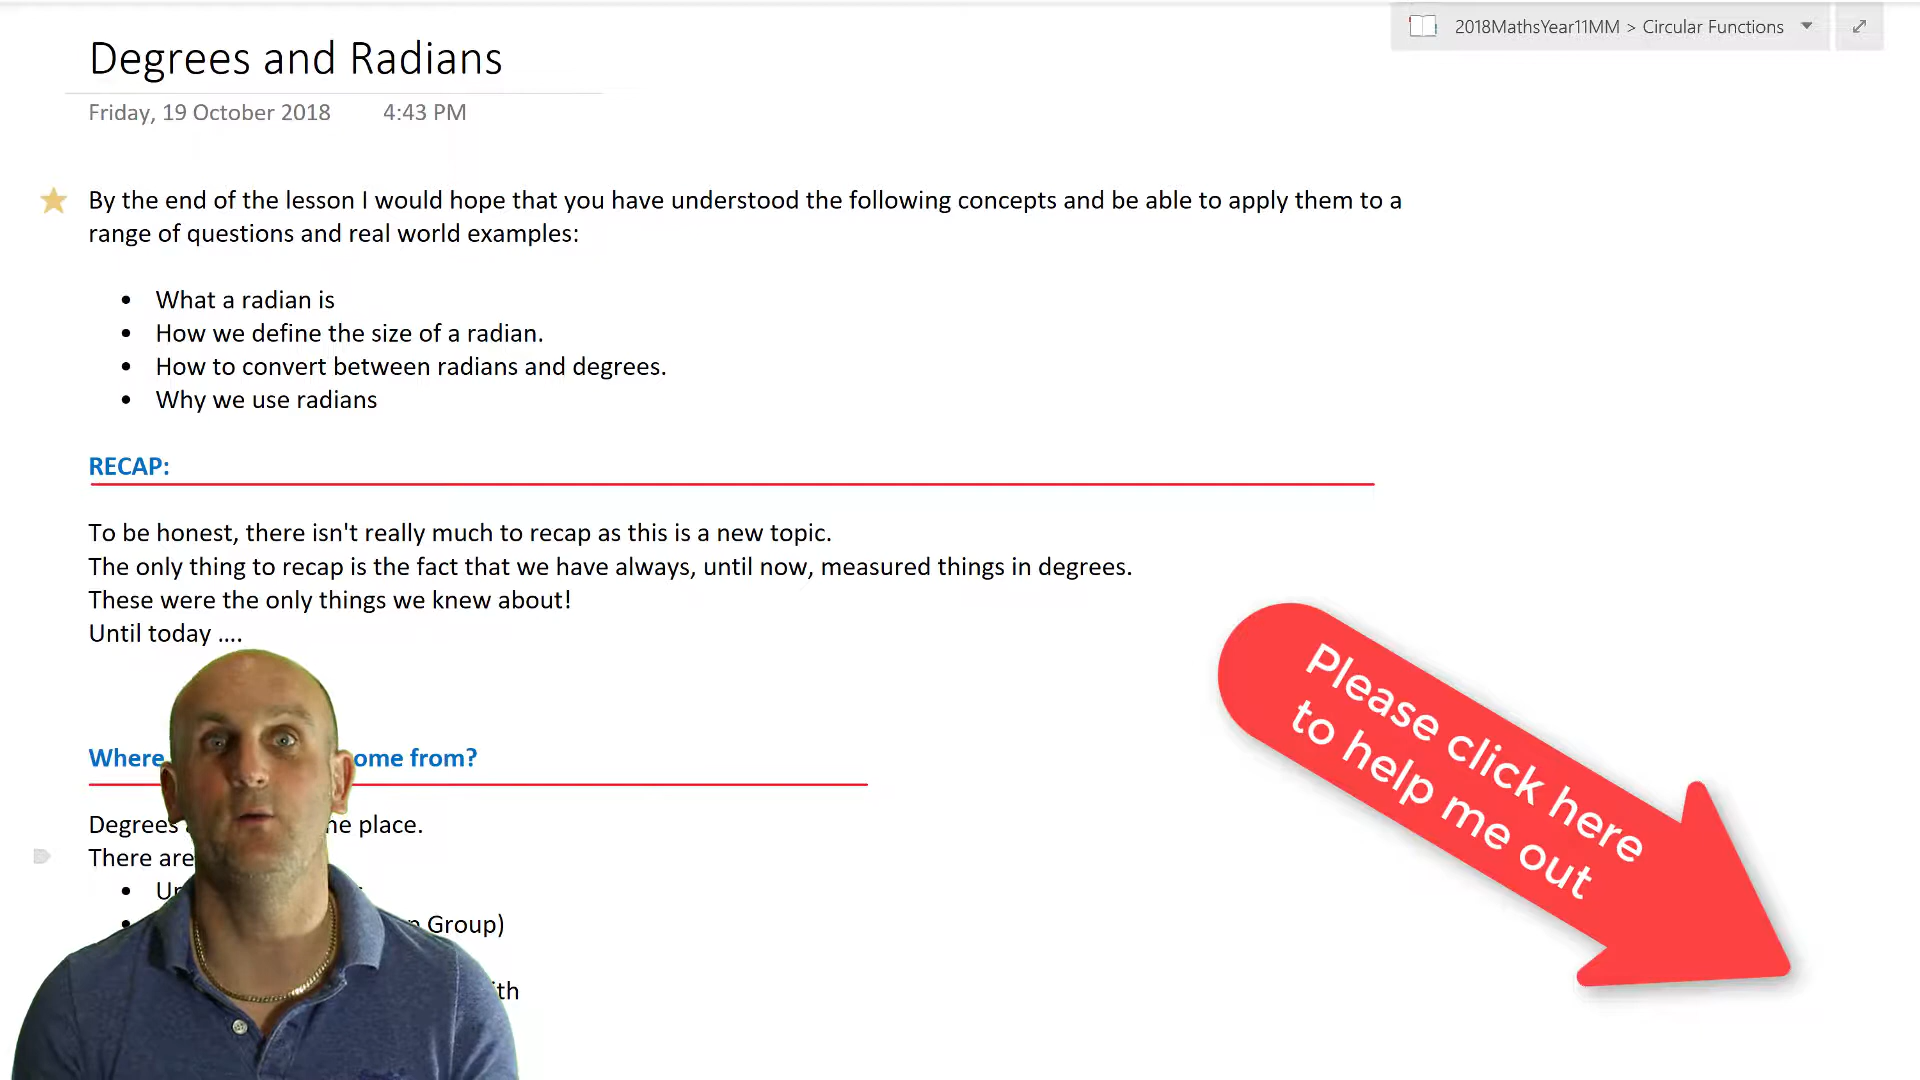 2018MathsYear11MM > Circular Functions
Degrees and Radians
Friday, 19 October 2018 4:43 PM
By the end of the lesson I would hope that you have understood the following concepts and be able to apply them to a
range of questions and real world examples:
• What a radian is
• How we define the size of a radian.
• How to convert between radians and degrees.
• Why we use radians
RECAP:
To be honest, there isn't really much to recap as this is a new topic.
The only thing to recap is the fact that we have always, until now, measured things in degrees.
These were the only things we knew about!
Until today ....
Where from?
Degrees place.
There are
Group)
Please click here
to help me out